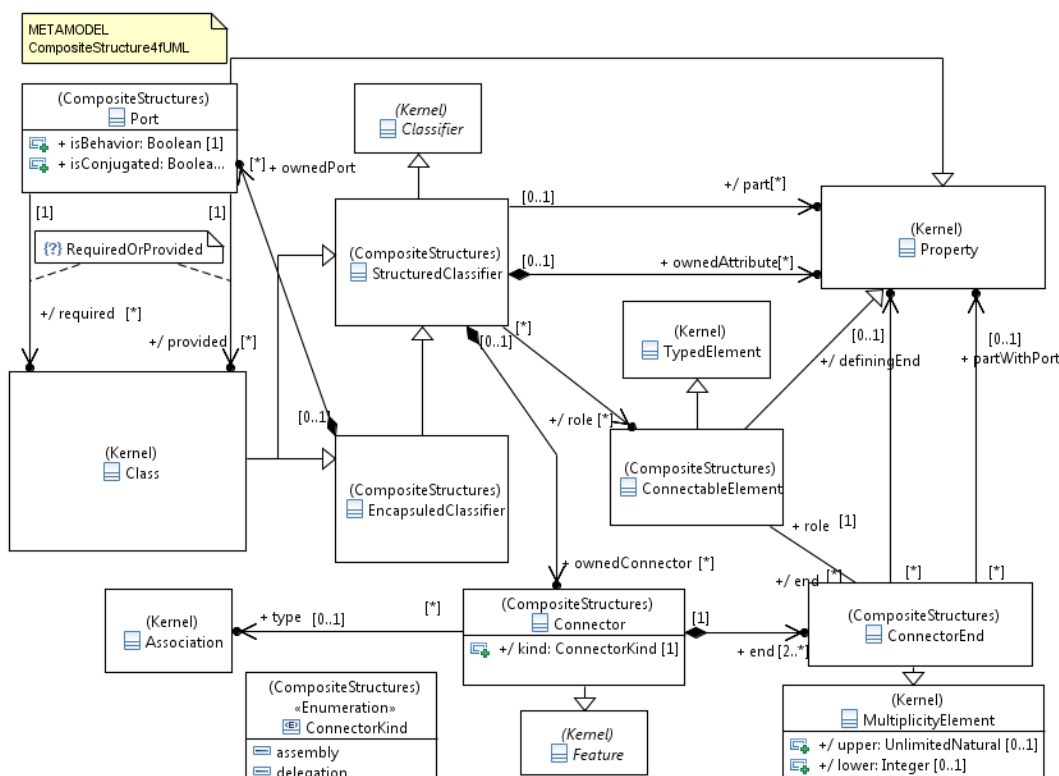 METAMODEL
CompositeStructure4fUML
(CompositeStructures)
Port
+ isBehavior: Boolean [1]
+ isConjugated: Boolea...
[*]
+ ownedPort
(Kernel)
Classifier
[1]
[1]
{?} RequiredOrProvided
+/ required [*]
+/ provided [*]
(CompositeStructures)
StructuredClassifier
[0..1]
+/ part[*]
[0..1]
+ ownedAttribute[*]
(Kernel)
Property
[0..1]
[*]
(Kernel)
TypedElement
[0..1]
+/ definingEnd
[0..1]
+ partWithPort
(Kernel)
Class
[0..1]
(CompositeStructures)
EncapsuledClassifier
+/ role [*]
(CompositeStructures)
ConnectableElement
+ role [1]
+ ownedConnector [*]
+/ end [*]
[*]
[*]
(Kernel)
Association
+ type [0..1]
[*]
(CompositeStructures)
Connector
+/ kind: ConnectorKind [1]
[1]
+ end [2..*]
(CompositeStructures)
ConnectorEnd
(CompositeStructures)
«Enumeration»
<E> ConnectorKind
assembly
delegation
(Kernel)
Feature
(Kernel)
MultiplicityElement
+/ upper: UnlimitedNatural [0..1]
+/ lower: Integer [0..1]